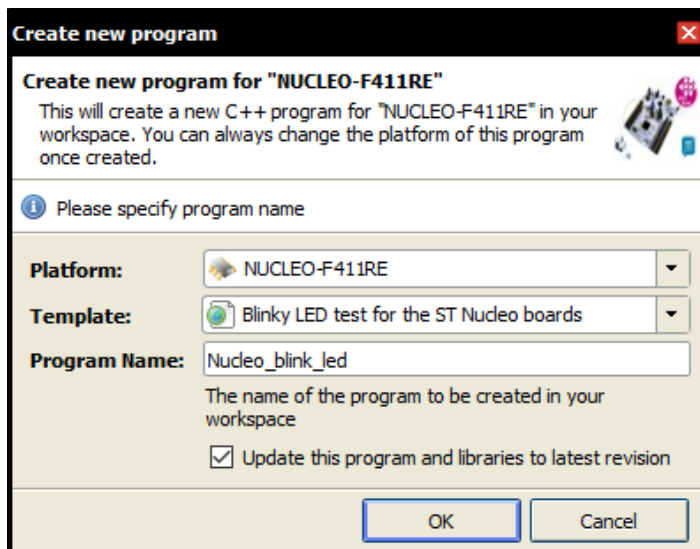 Create new program
Create new program for "NUCLEO-F411RE"
This will create a new C++ program for "NUCLEO-F411RE" in your
workspace. You can always change the platform of this program
once created.
Please specify program name
Platform: NUCLEO-F411RE
Template: Blinky LED test for the ST Nucleo boards
Program Name: Nucleo_blink_led
The name of the program to be created in your
workspace
Update this program and libraries to latest revision
OK Cancel